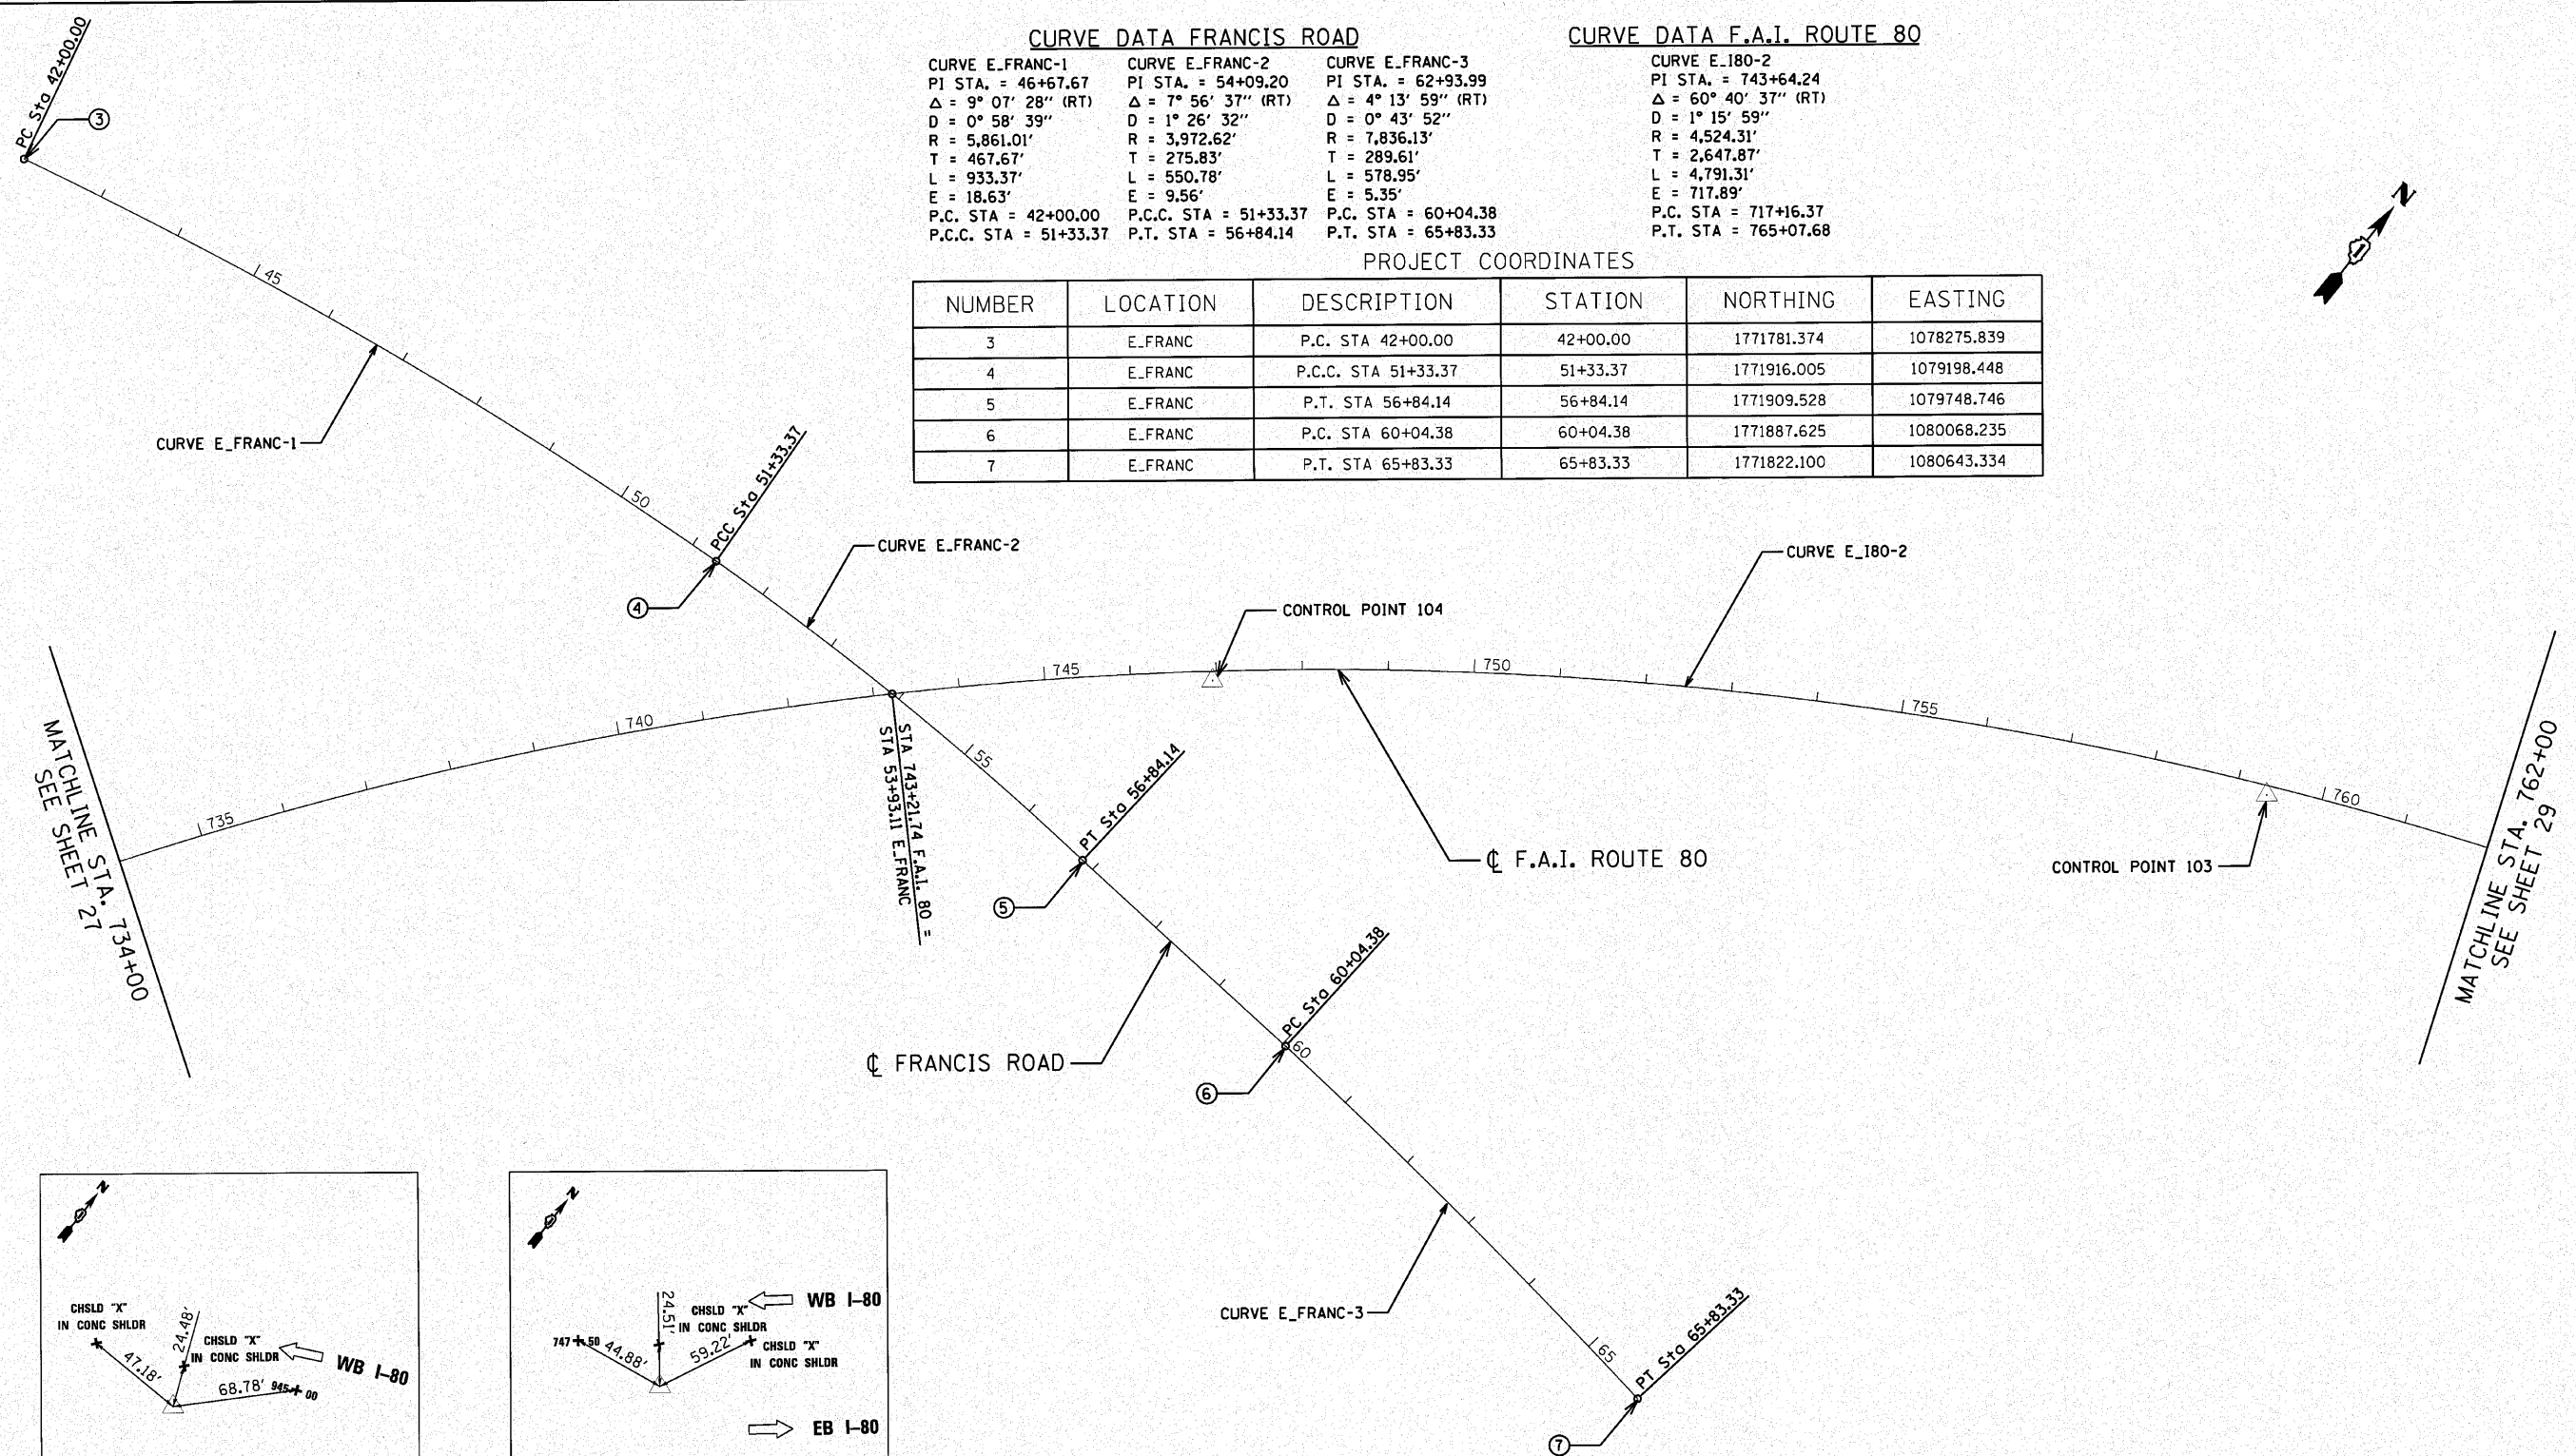 CURVE DATA FRANCIS ROAD
CURVE E_FRANC-1
PI STA. = 46+67.67
Δ = 9° 07' 28'' (RT)
D = 0° 58' 39''
R = 5,861.01'
T = 467.67'
L = 933.37'
E = 18.63'
P.C. STA = 42+00.00
P.C.C. STA = 51+33.37
CURVE E_FRANC-2
PI STA. = 54+09.20
Δ = 7° 56' 37'' (RT)
D = 1° 26' 32''
R = 3,972.62'
T = 275.83'
L = 550.78'
E = 9.56'
P.C.C. STA = 51+33.37
P.T. STA = 56+84.14
CURVE E_FRANC-3
PI STA. = 62+93.99
Δ = 4° 13' 59'' (RT)
D = 0° 43' 52''
R = 7,836.13'
T = 289.61'
L = 578.95'
E = 5.35'
P.C. STA = 60+04.38
P.T. STA = 65+83.33
CURVE DATA F.A.I. ROUTE 80
CURVE E_I80-2
PI STA. = 743+64.24
Δ = 60° 40' 37'' (RT)
D = 1° 15' 59''
R = 4,524.31'
T = 2,647.87'
L = 4,791.31'
E = 717.89'
P.C. STA = 717+16.37
P.T. STA = 765+07.68
PROJECT COORDINATES
NUMBER LOCATION DESCRIPTION STATION NORTHING EASTING
3 E_FRANC P.C. STA 42+00.00 42+00.00 1771781.374 1078275.839
4 E_FRANC P.C.C. STA 51+33.37 51+33.37 1771916.005 1079198.448
5 E_FRANC P.T. STA 56+84.14 56+84.14 1771909.528 1079748.746
6 E_FRANC P.C. STA 60+04.38 60+04.38 1771887.625 1080068.235
7 E_FRANC P.T. STA 65+83.33 65+83.33 1771822.100 1080643.334
N
PC Sta 42+00.00
3
45
CURVE E_FRANC-1
50
PCC Sta 51+33.37
4
CURVE E_FRANC-2
CONTROL POINT 104
CURVE E_I80-2
MATCHLINE STA. 734+00
SEE SHEET 27
735
740
745
750
755
760
STA 743+21.74 F.A.I. 80 =
STA 53+93.11 E_FRANC
55
PT Sta 56+84.14
5
℄ F.A.I. ROUTE 80
CONTROL POINT 103
MATCHLINE STA. 762+00
SEE SHEET 29
℄ FRANCIS ROAD
PC Sta 60+04.38
60
6
CURVE E_FRANC-3
65
PT Sta 65+83.33
7
N
CHSLD "X"
IN CONC SHLDR
24.48'
CHSLD "X"
IN CONC SHLDR
WB I-80
47.18'
68.78'
945+00
N
24.51'
CHSLD "X"
IN CONC SHLDR
WB I-80
747+50
44.88'
59.22'
CHSLD "X"
IN CONC SHLDR
EB I-80